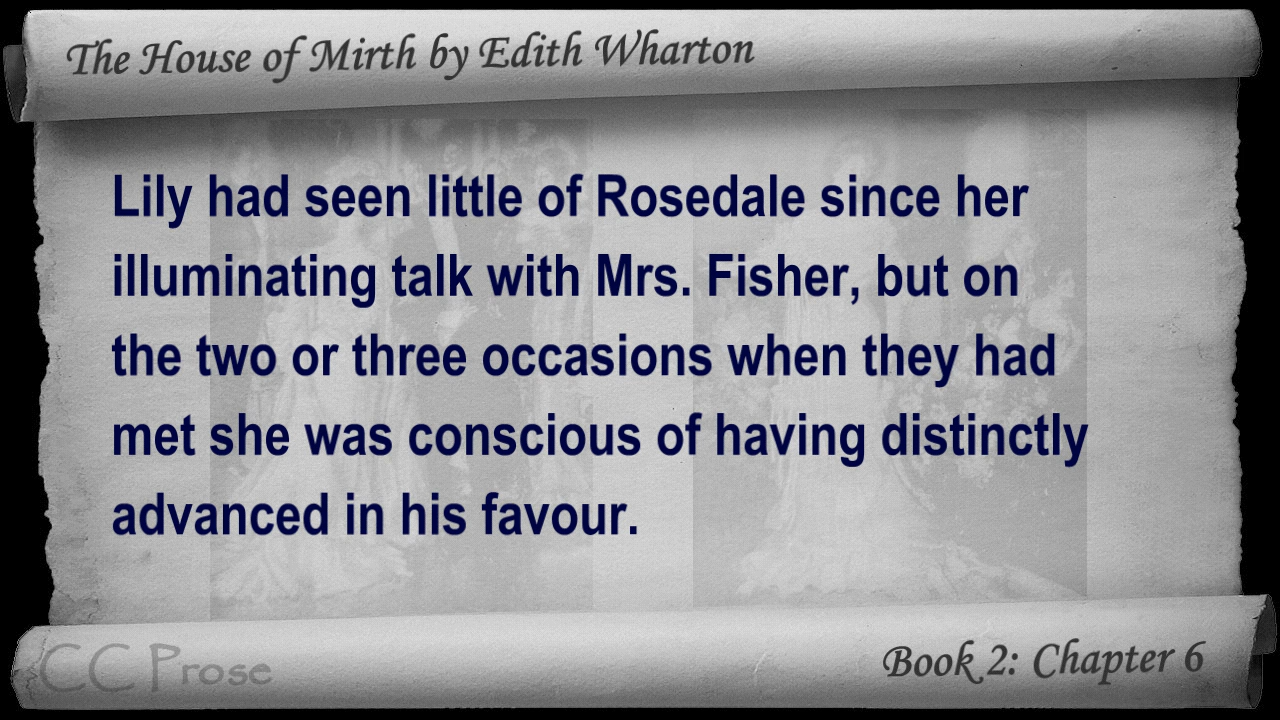 The House of Mirth by Edith Wharton
Lily had seen little of Rosedale since her
illuminating talk with Mrs. Fisher, but on
the two or three occasions when they had
met she was conscious of having distinctly
advanced in his favour.
CC Prose
Book 2: Chapter 6